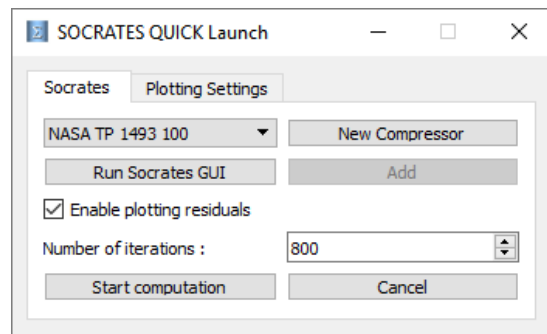 SOCRATES QUICK Launch
Socrates Plotting Settings
NASA TP 1493 100 New Compressor
Run Socrates GUI Add
Enable plotting residuals
Number of iterations : 800
Start computation Cancel